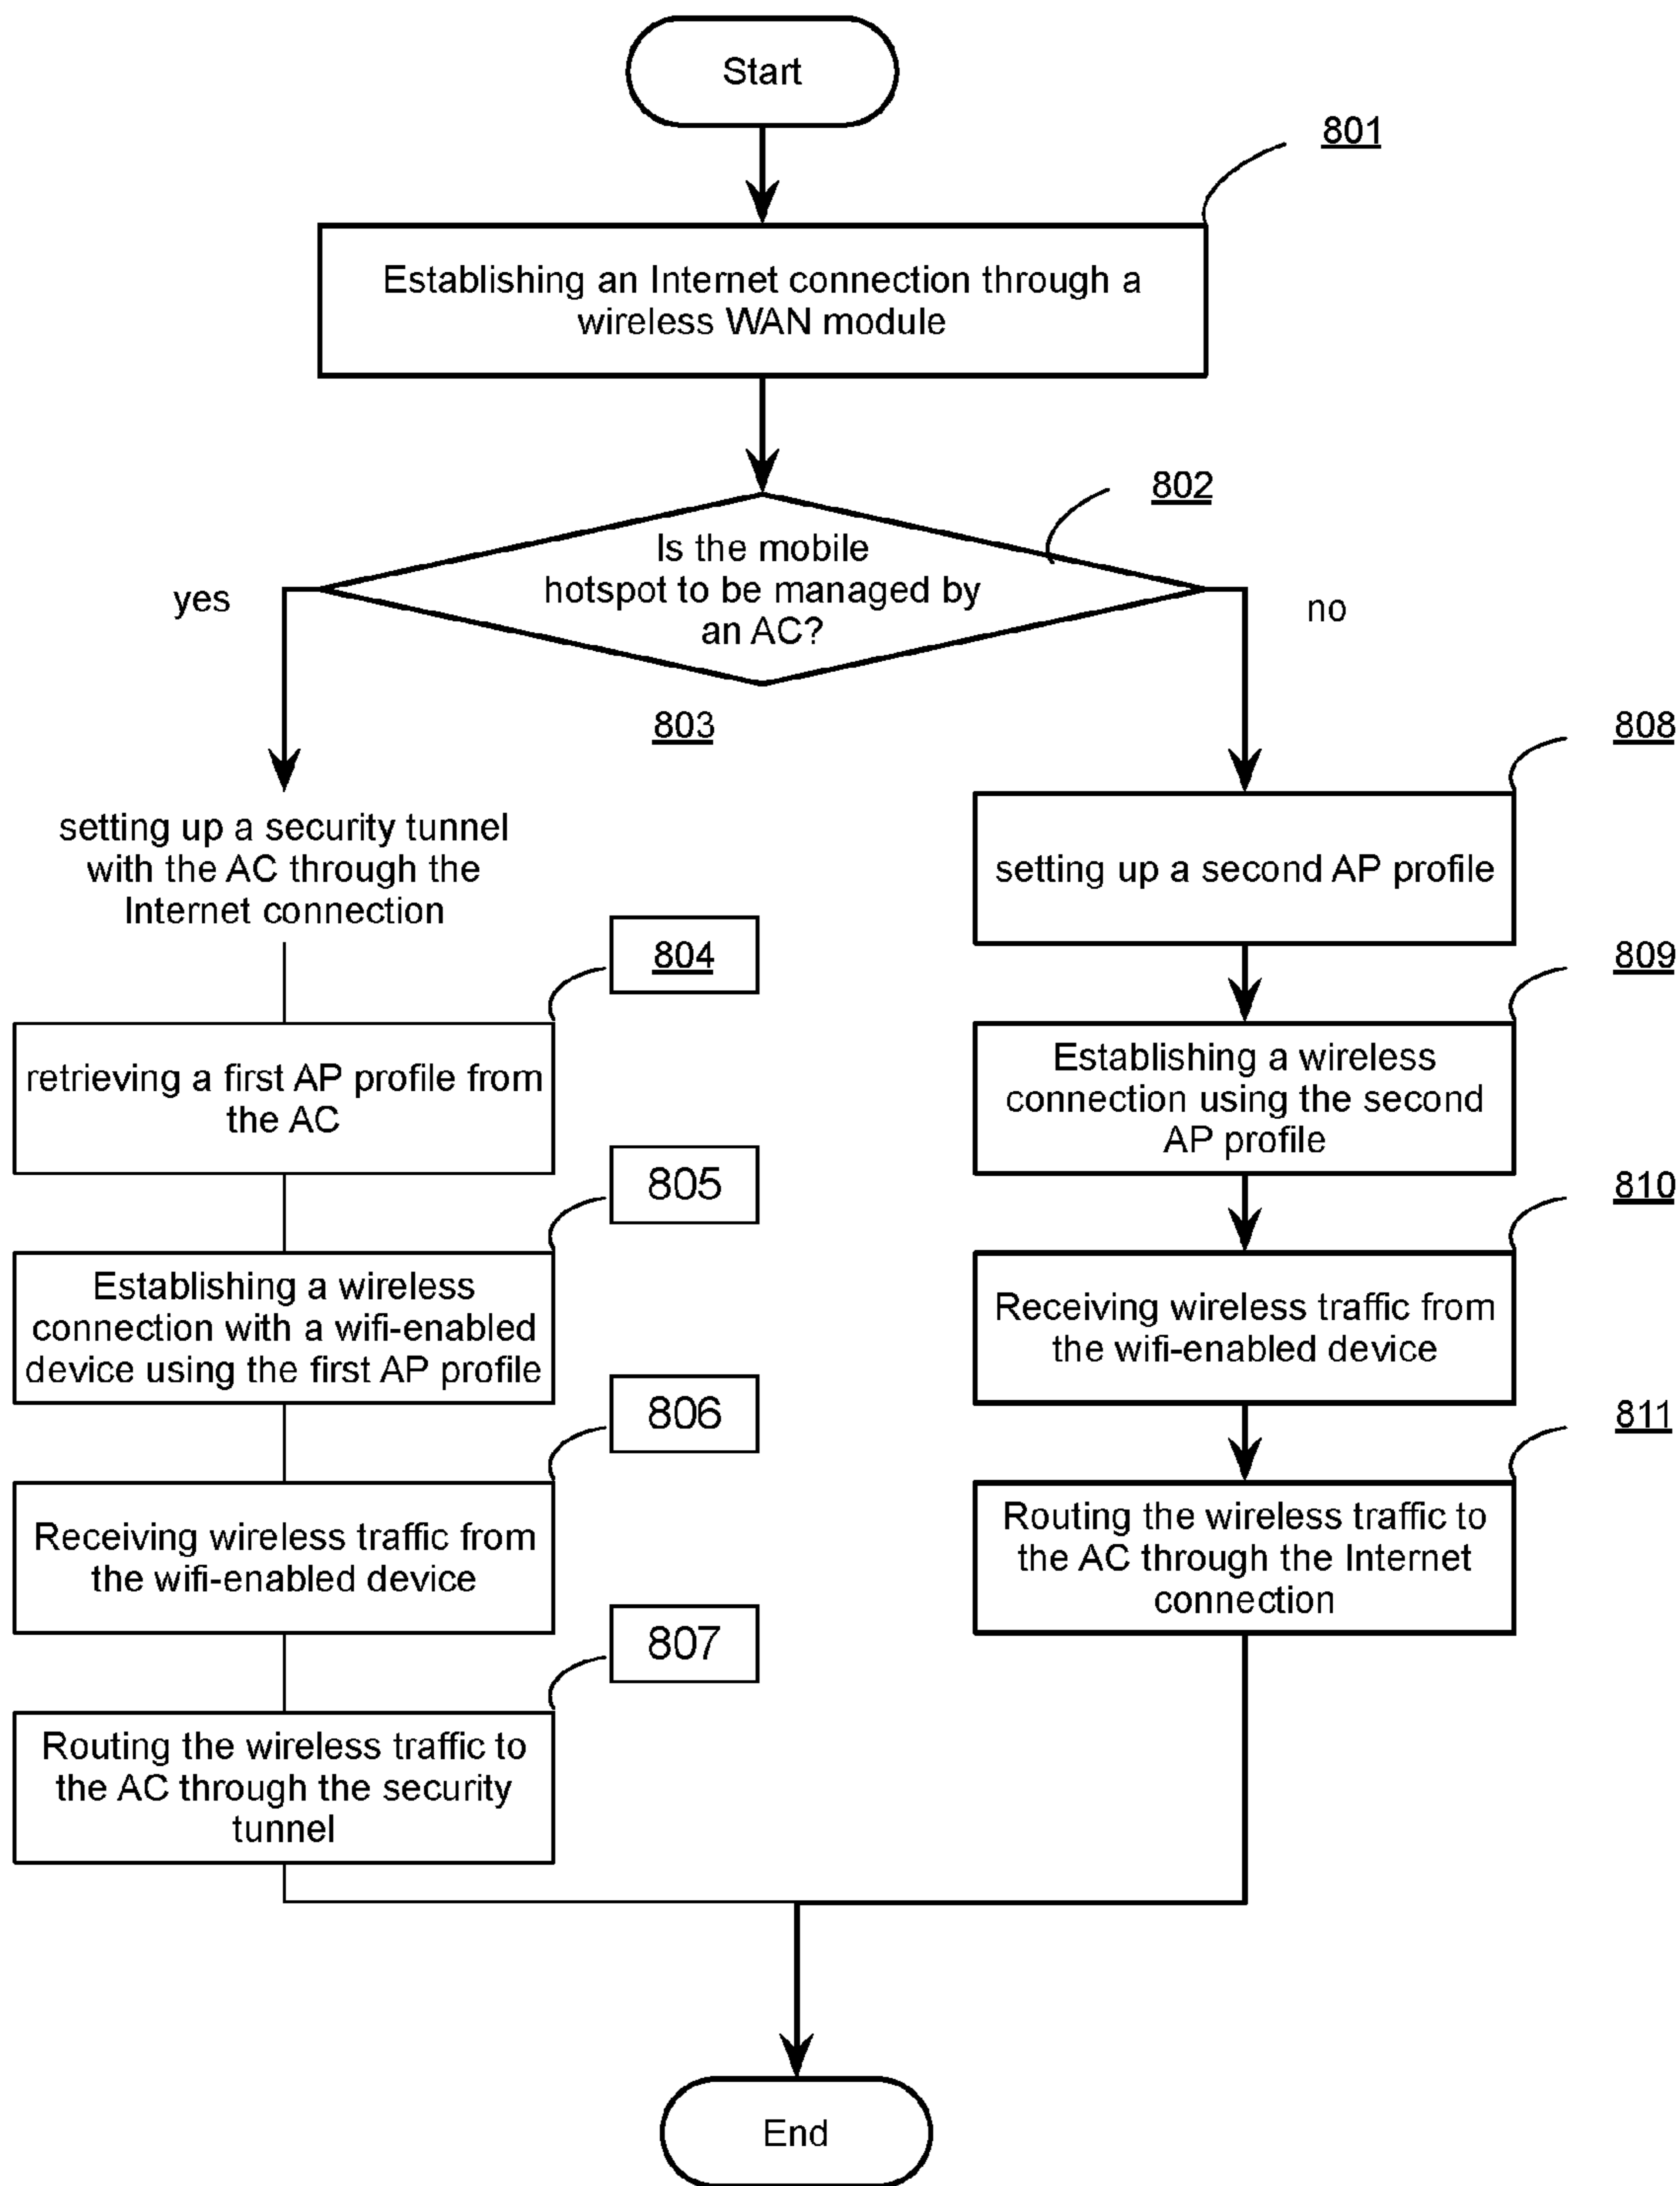 Start
801
Establishing an Internet connection through a
wireless WAN module
802
Is the mobile
hotspot to be managed by
an AC?
yes
no
803
setting up a security tunnel
with the AC through the
Internet connection
804
retrieving a first AP profile from
the AC
805
Establishing a wireless
connection with a wifi-enabled
device using the first AP profile
806
Receiving wireless traffic from
the wifi-enabled device
807
Routing the wireless traffic to
the AC through the security
tunnel
808
setting up a second AP profile
809
Establishing a wireless
connection using the second
AP profile
810
Receiving wireless traffic from
the wifi-enabled device
811
Routing the wireless traffic to
the AC through the Internet
connection
End